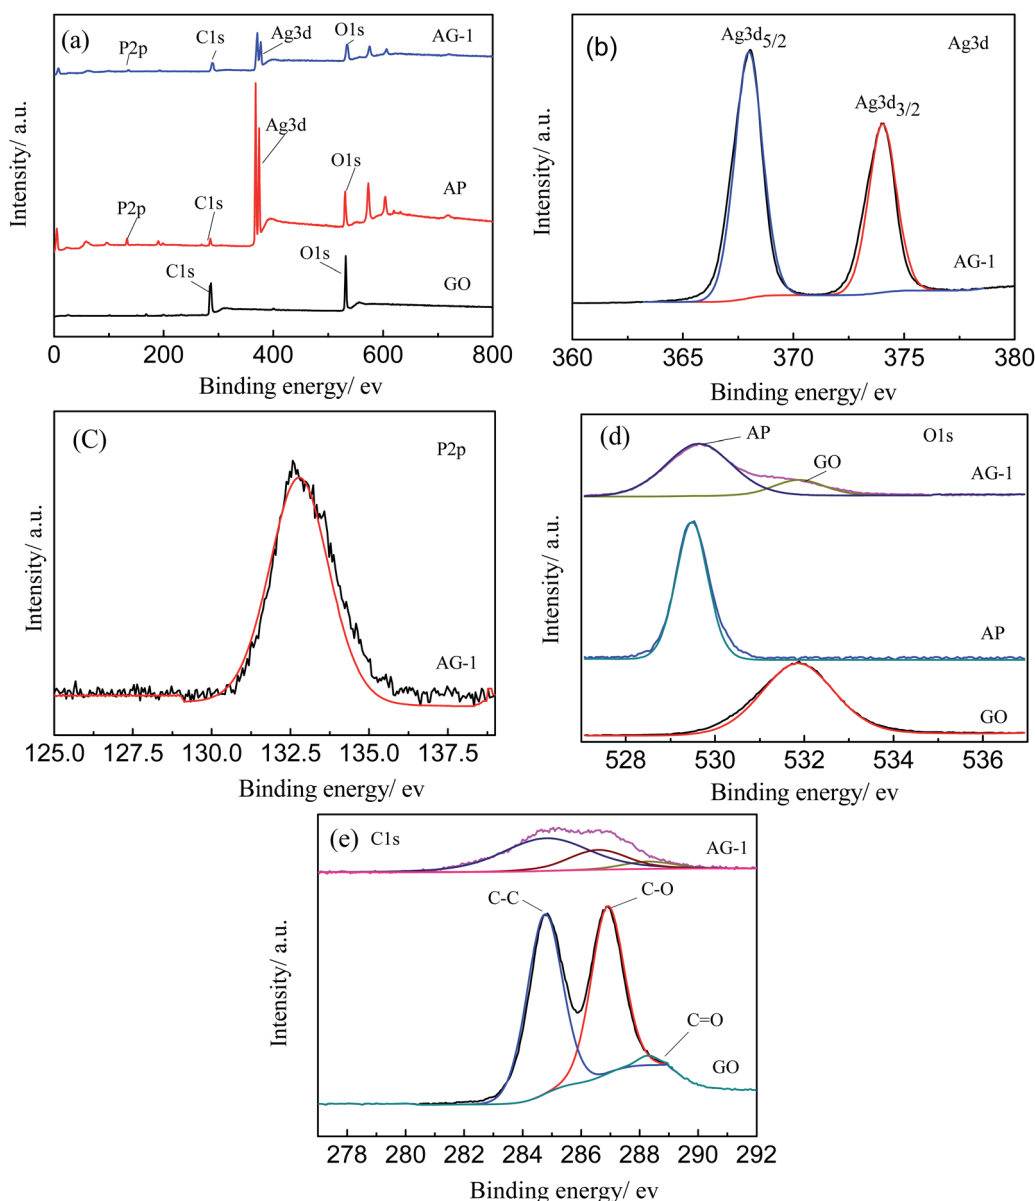 (a)
P2p
C1s
Ag3d
O1s
AG-1
Ag3d
O1s
AP
P2p
C1s
C1s
O1s
GO
Intensity/ a.u.
0 200 400 600 800
Binding energy/ ev
(b)
Ag3d5/2
Ag3d
Ag3d3/2
AG-1
Intensity/ a.u.
360 365 370 375 380
Binding energy/ ev
(C)
P2p
AG-1
Intensity/ a.u.
125.0 127.5 130.0 132.5 135.0 137.5
Binding energy/ ev
(d)
AP
O1s
GO
AG-1
AP
GO
Intensity/ a.u.
528 530 532 534 536
Binding energy/ ev
(e)
C1s
AG-1
C-C
C-O
C=O
GO
Intensity/ a.u.
278 280 282 284 286 288 290 292
Binding energy/ ev